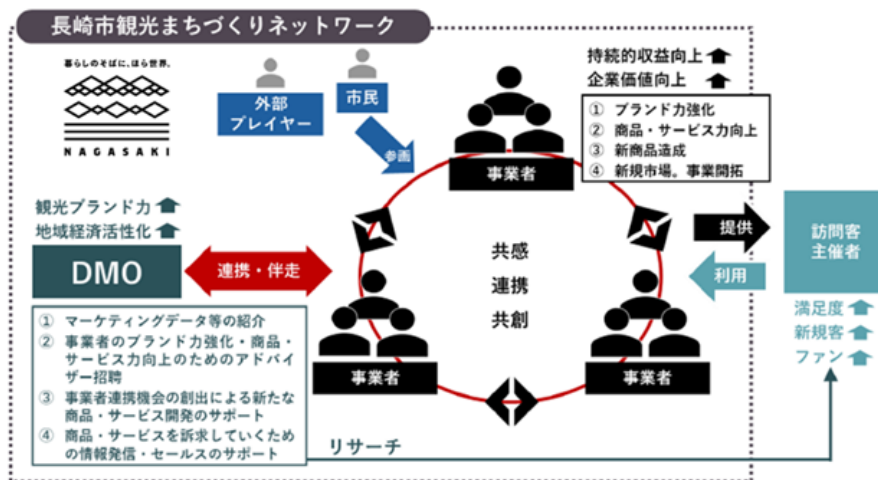 長崎市観光まちづくりネットワーク
暮らしのそばに、ほら世界。
NAGASAKI
外部
プレイヤー
市民
参画
事業者
持続的収益向上
企業価値向上
① ブランド力強化
② 商品・サービス力向上
③ 新商品造成
④ 新規市場。事業開拓
観光ブランド力
地域経済活性化
DMO
連携・伴走
共感
連携
共創
提供
利用
訪問客
主催者
満足度
新規客
ファン
① マーケティングデータ等の紹介
② 事業者のブランド力強化・商品・
サービス力向上のためのアドバイ
ザー招聘
③ 事業者連携機会の創出による新たな
商品・サービス開発のサポート
④ 商品・サービスを訴求していくため
の情報発信・セールスのサポート
事業者
事業者
リサーチ